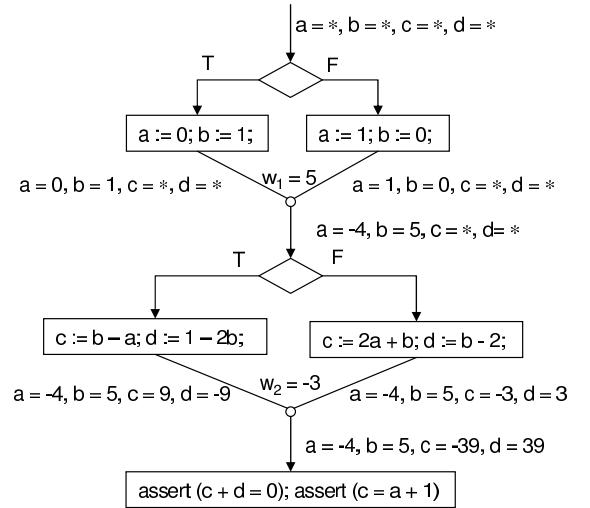 a = *, b = *, c = *, d = *
T F
a := 0; b := 1; a := 1; b := 0;
w1 = 5
a = 0, b = 1, c = *, d = * a = 1, b = 0, c = *, d = *
a = -4, b = 5, c = *, d= *
T F
c := b – a; d := 1 – 2b; c := 2a + b; d := b - 2;
w2 = -3
a = -4, b = 5, c = 9, d = -9 a = -4, b = 5, c = -3, d = 3
a = -4, b = 5, c = -39, d = 39
assert (c + d = 0); assert (c = a + 1)